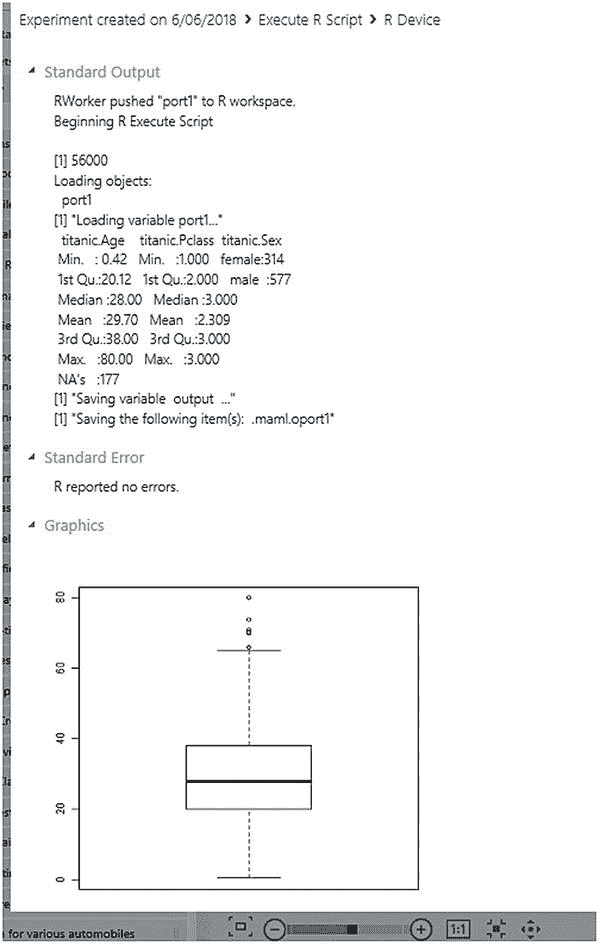 Experiment created on 6/06/2018 > Execute R Script > R Device
Standard Output
RWorker pushed "port1" to R workspace.
Beginning R Execute Script
[1] 56000
Loading objects:
port1
[1] "Loading variable port1..."
titanic.Age titanic.Pclass titanic.Sex
Min. : 0.42 Min. :1.000 female:314
1st Qu.:20.12 1st Qu.:2.000 male :577
Median :28.00 Median :3.000
Mean :29.70 Mean :2.309
3rd Qu.:38.00 3rd Qu.:3.000
Max. :80.00 Max. :3.000
NA's :177
[1] "Saving variable output ..."
[1] "Saving the following item(s): .maml.oport1"
Standard Error
R reported no errors.
Graphics
80
60
40
20
0
for various automobiles
1:1